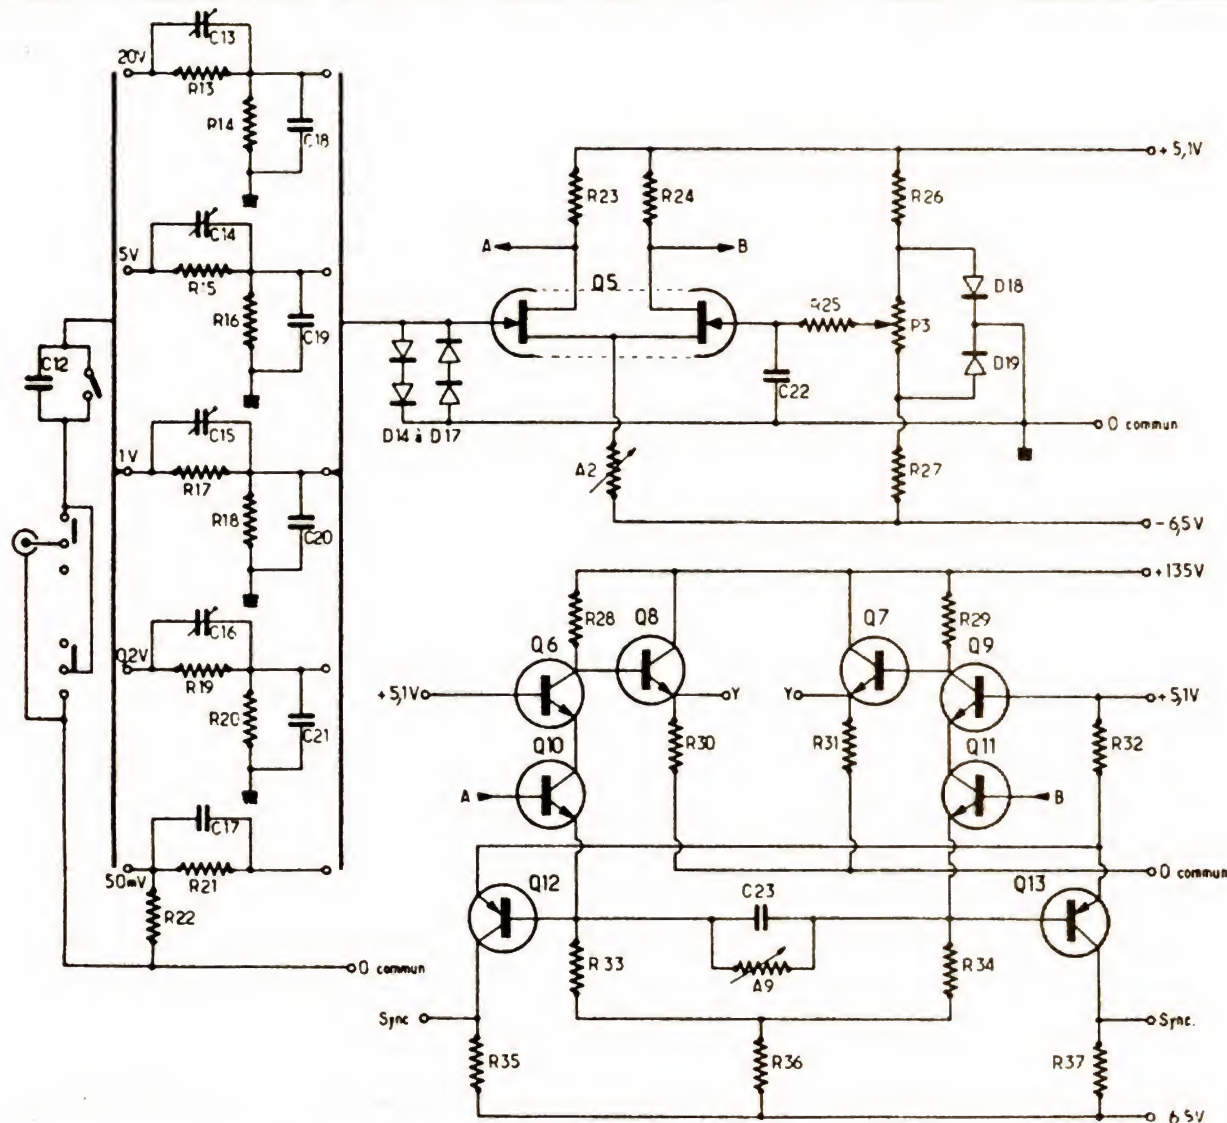 C13
20V
R13
R14
C18
C14
5V
R15
R16
C19
C12
C15
1V
R17
R18
C20
C16
0,2V
R19
R20
C21
C17
50mV
R21
R22
0 commun
+5,1V
R23
R24
R26
A
B
Q5
D18
R25
P3
D19
C22
D14 à D17
0 commun
A2
R27
-6,5V
+135V
R28
Q8
Q7
R29
Q6
Q9
+5,1V
Y
Y
+5,1V
Q10
R30
R31
Q11
R32
A
B
0 commun
Q12
C23
Q13
R33
A9
R34
Sync
Sync.
R35
R36
R37
-6,5V